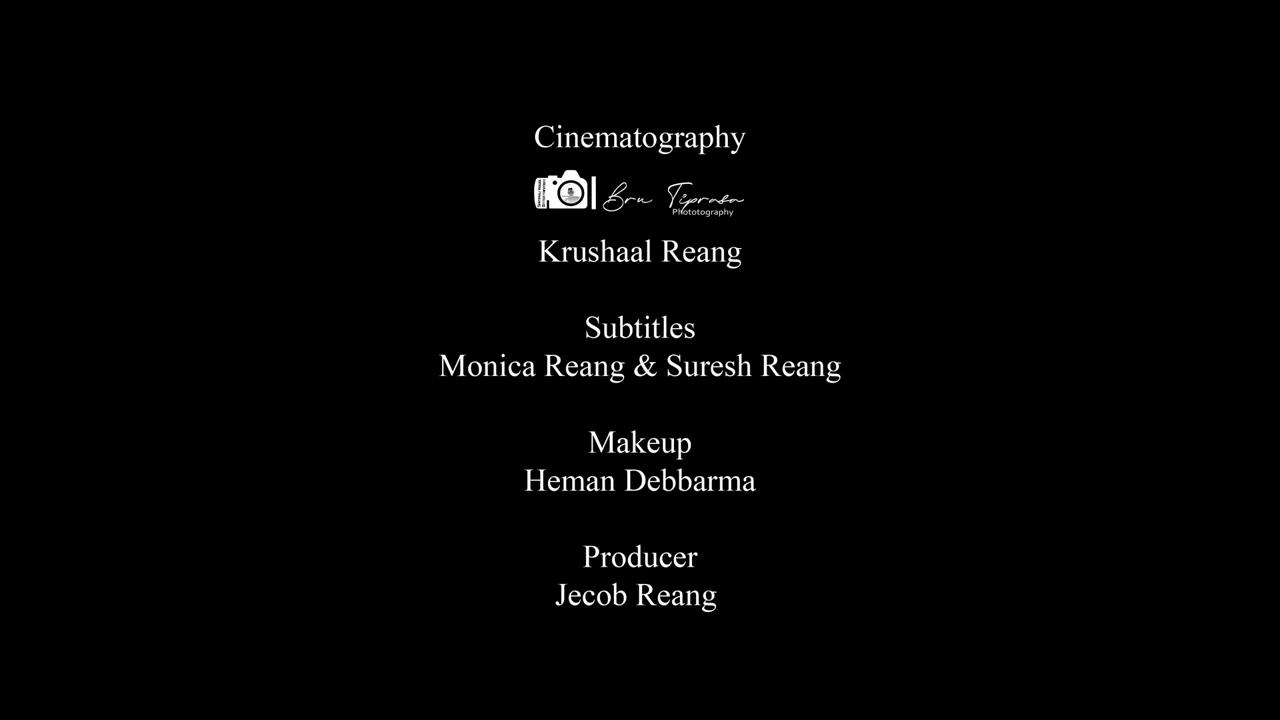 Cinematography
Bru Tiprasa
Phototography
Krushaal Reang
Subtitles
Monica Reang & Suresh Reang
Makeup
Heman Debbarma
Producer
Jecob Reang